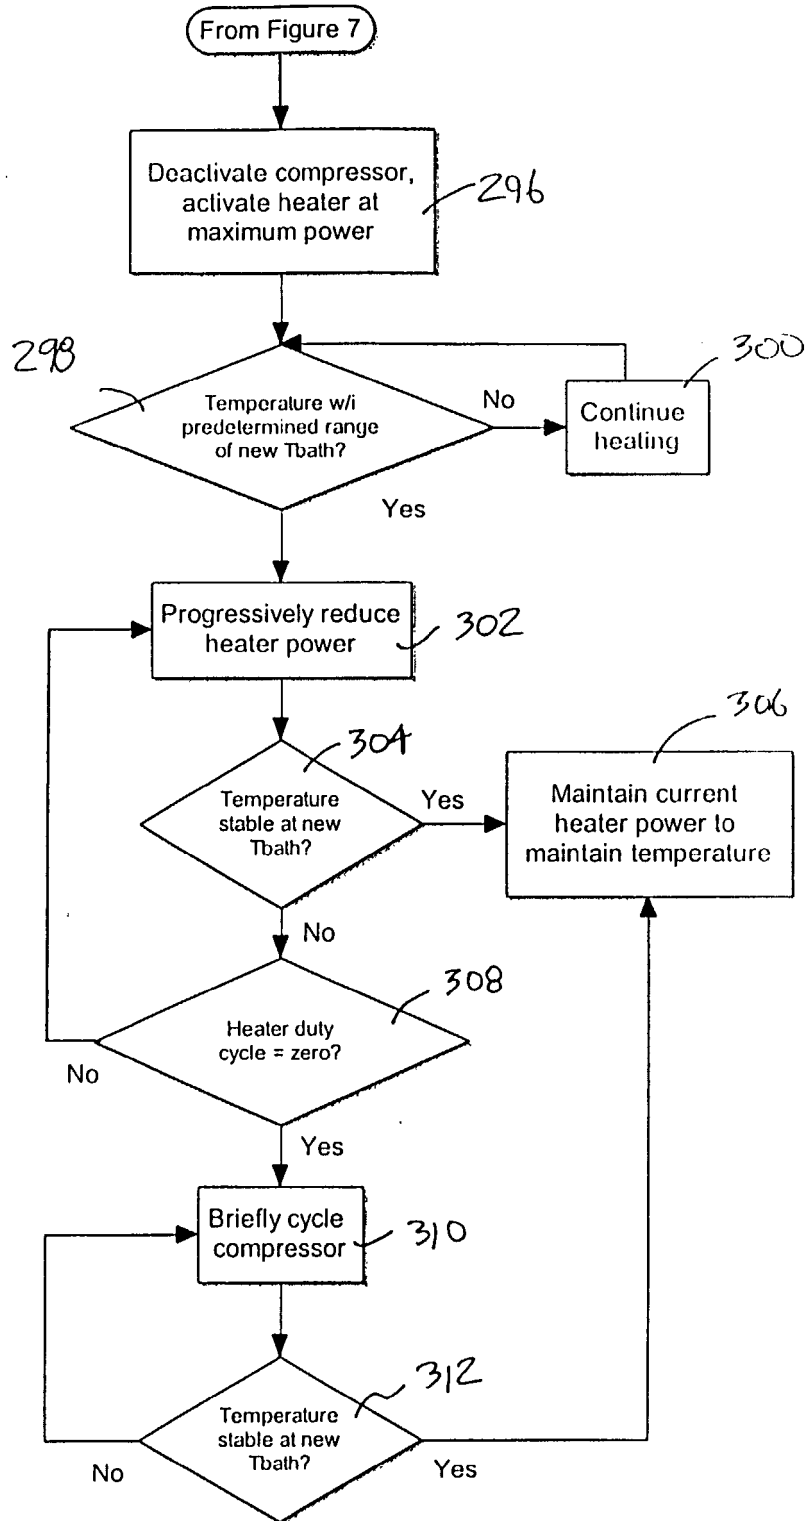 From Figure 7
Deactivate compressor,
activate heater at
maximum power
296
298
Temperature w/i
predetermined range
of new Tbath?
No
Continue
heating
300
Yes
Progressively reduce
heater power
302
304
Temperature
stable at new
Tbath?
Yes
306
Maintain current
heater power to
maintain temperature
No
308
Heater duty
cycle = zero?
No
Yes
Briefly cycle
compressor
310
312
Temperature
stable at new
Tbath?
No
Yes